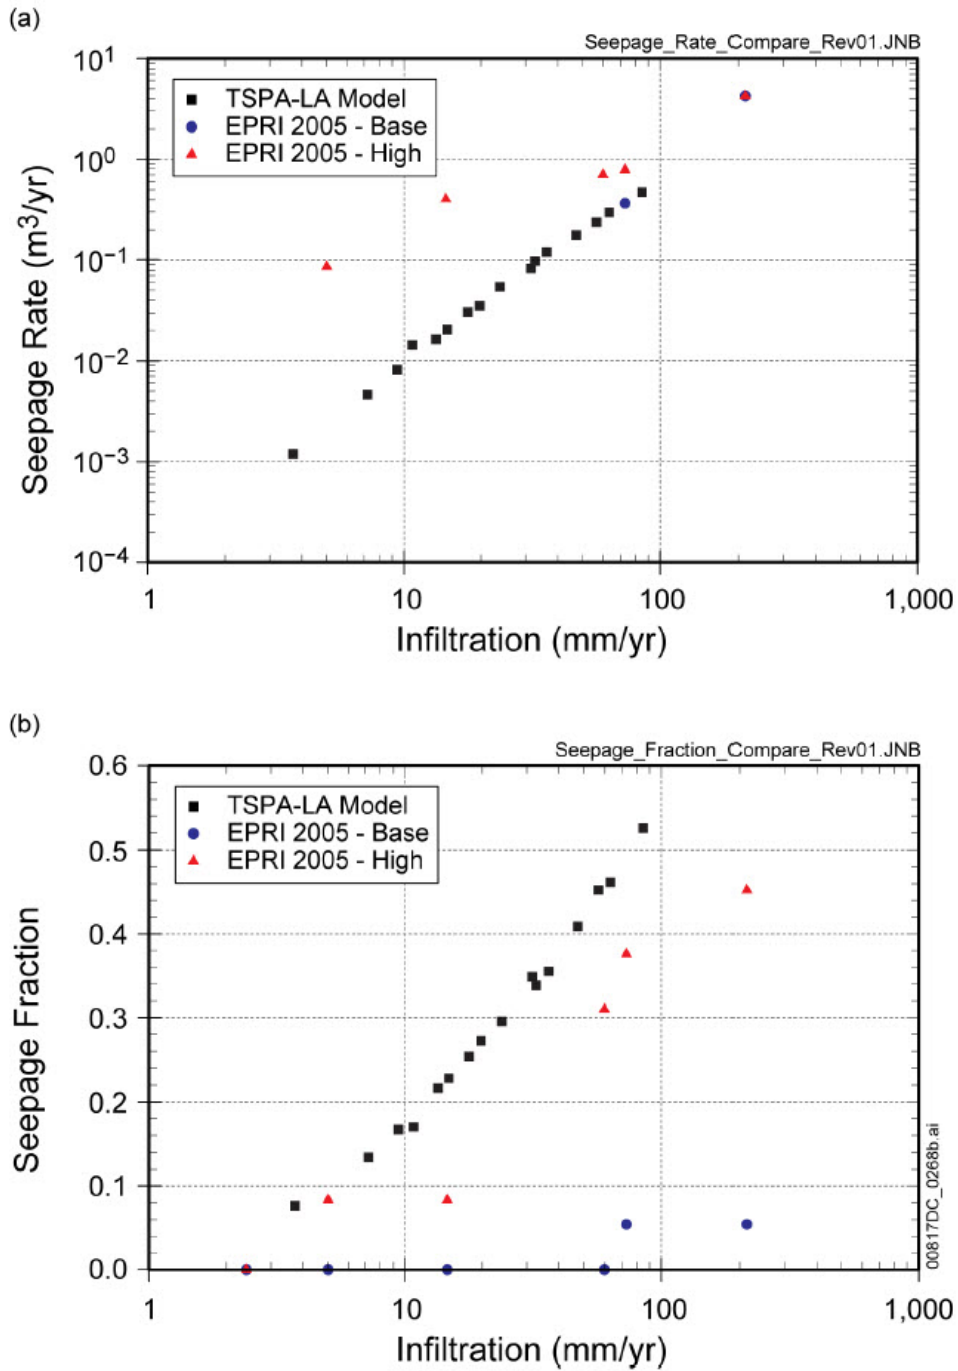 (a)
Seepage_Rate_Compare_Rev01.JNB
TSPA-LA Model
EPRI 2005 - Base
EPRI 2005 - High
Seepage Rate (m³/yr)
10¹
10⁰
10⁻¹
10⁻²
10⁻³
10⁻⁴
1 10 100 1,000
Infiltration (mm/yr)
(b)
Seepage_Fraction_Compare_Rev01.JNB
TSPA-LA Model
EPRI 2005 - Base
EPRI 2005 - High
Seepage Fraction
0.6
0.5
0.4
0.3
0.2
0.1
0.0
1 10 100 1,000
Infiltration (mm/yr)
00817DC_0268b.ai